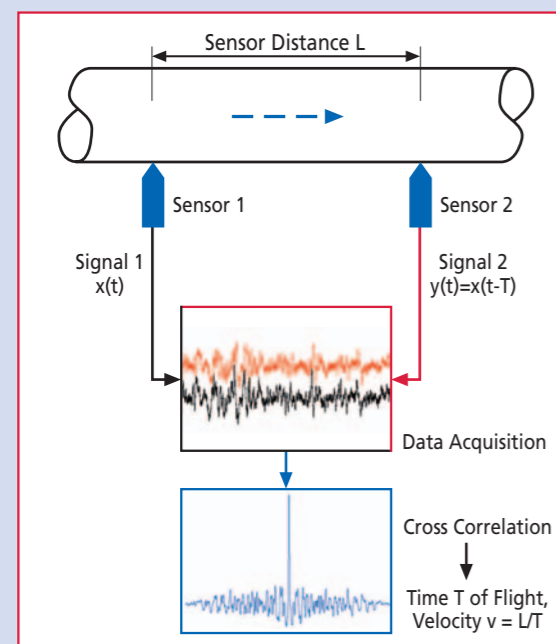 Sensor Distance L
Sensor 1
Sensor 2
Signal 1
x(t)
Signal 2
y(t)=x(t-T)
Data Acquisition
Cross Correlation
Time T of Flight,
Velocity v = L/T